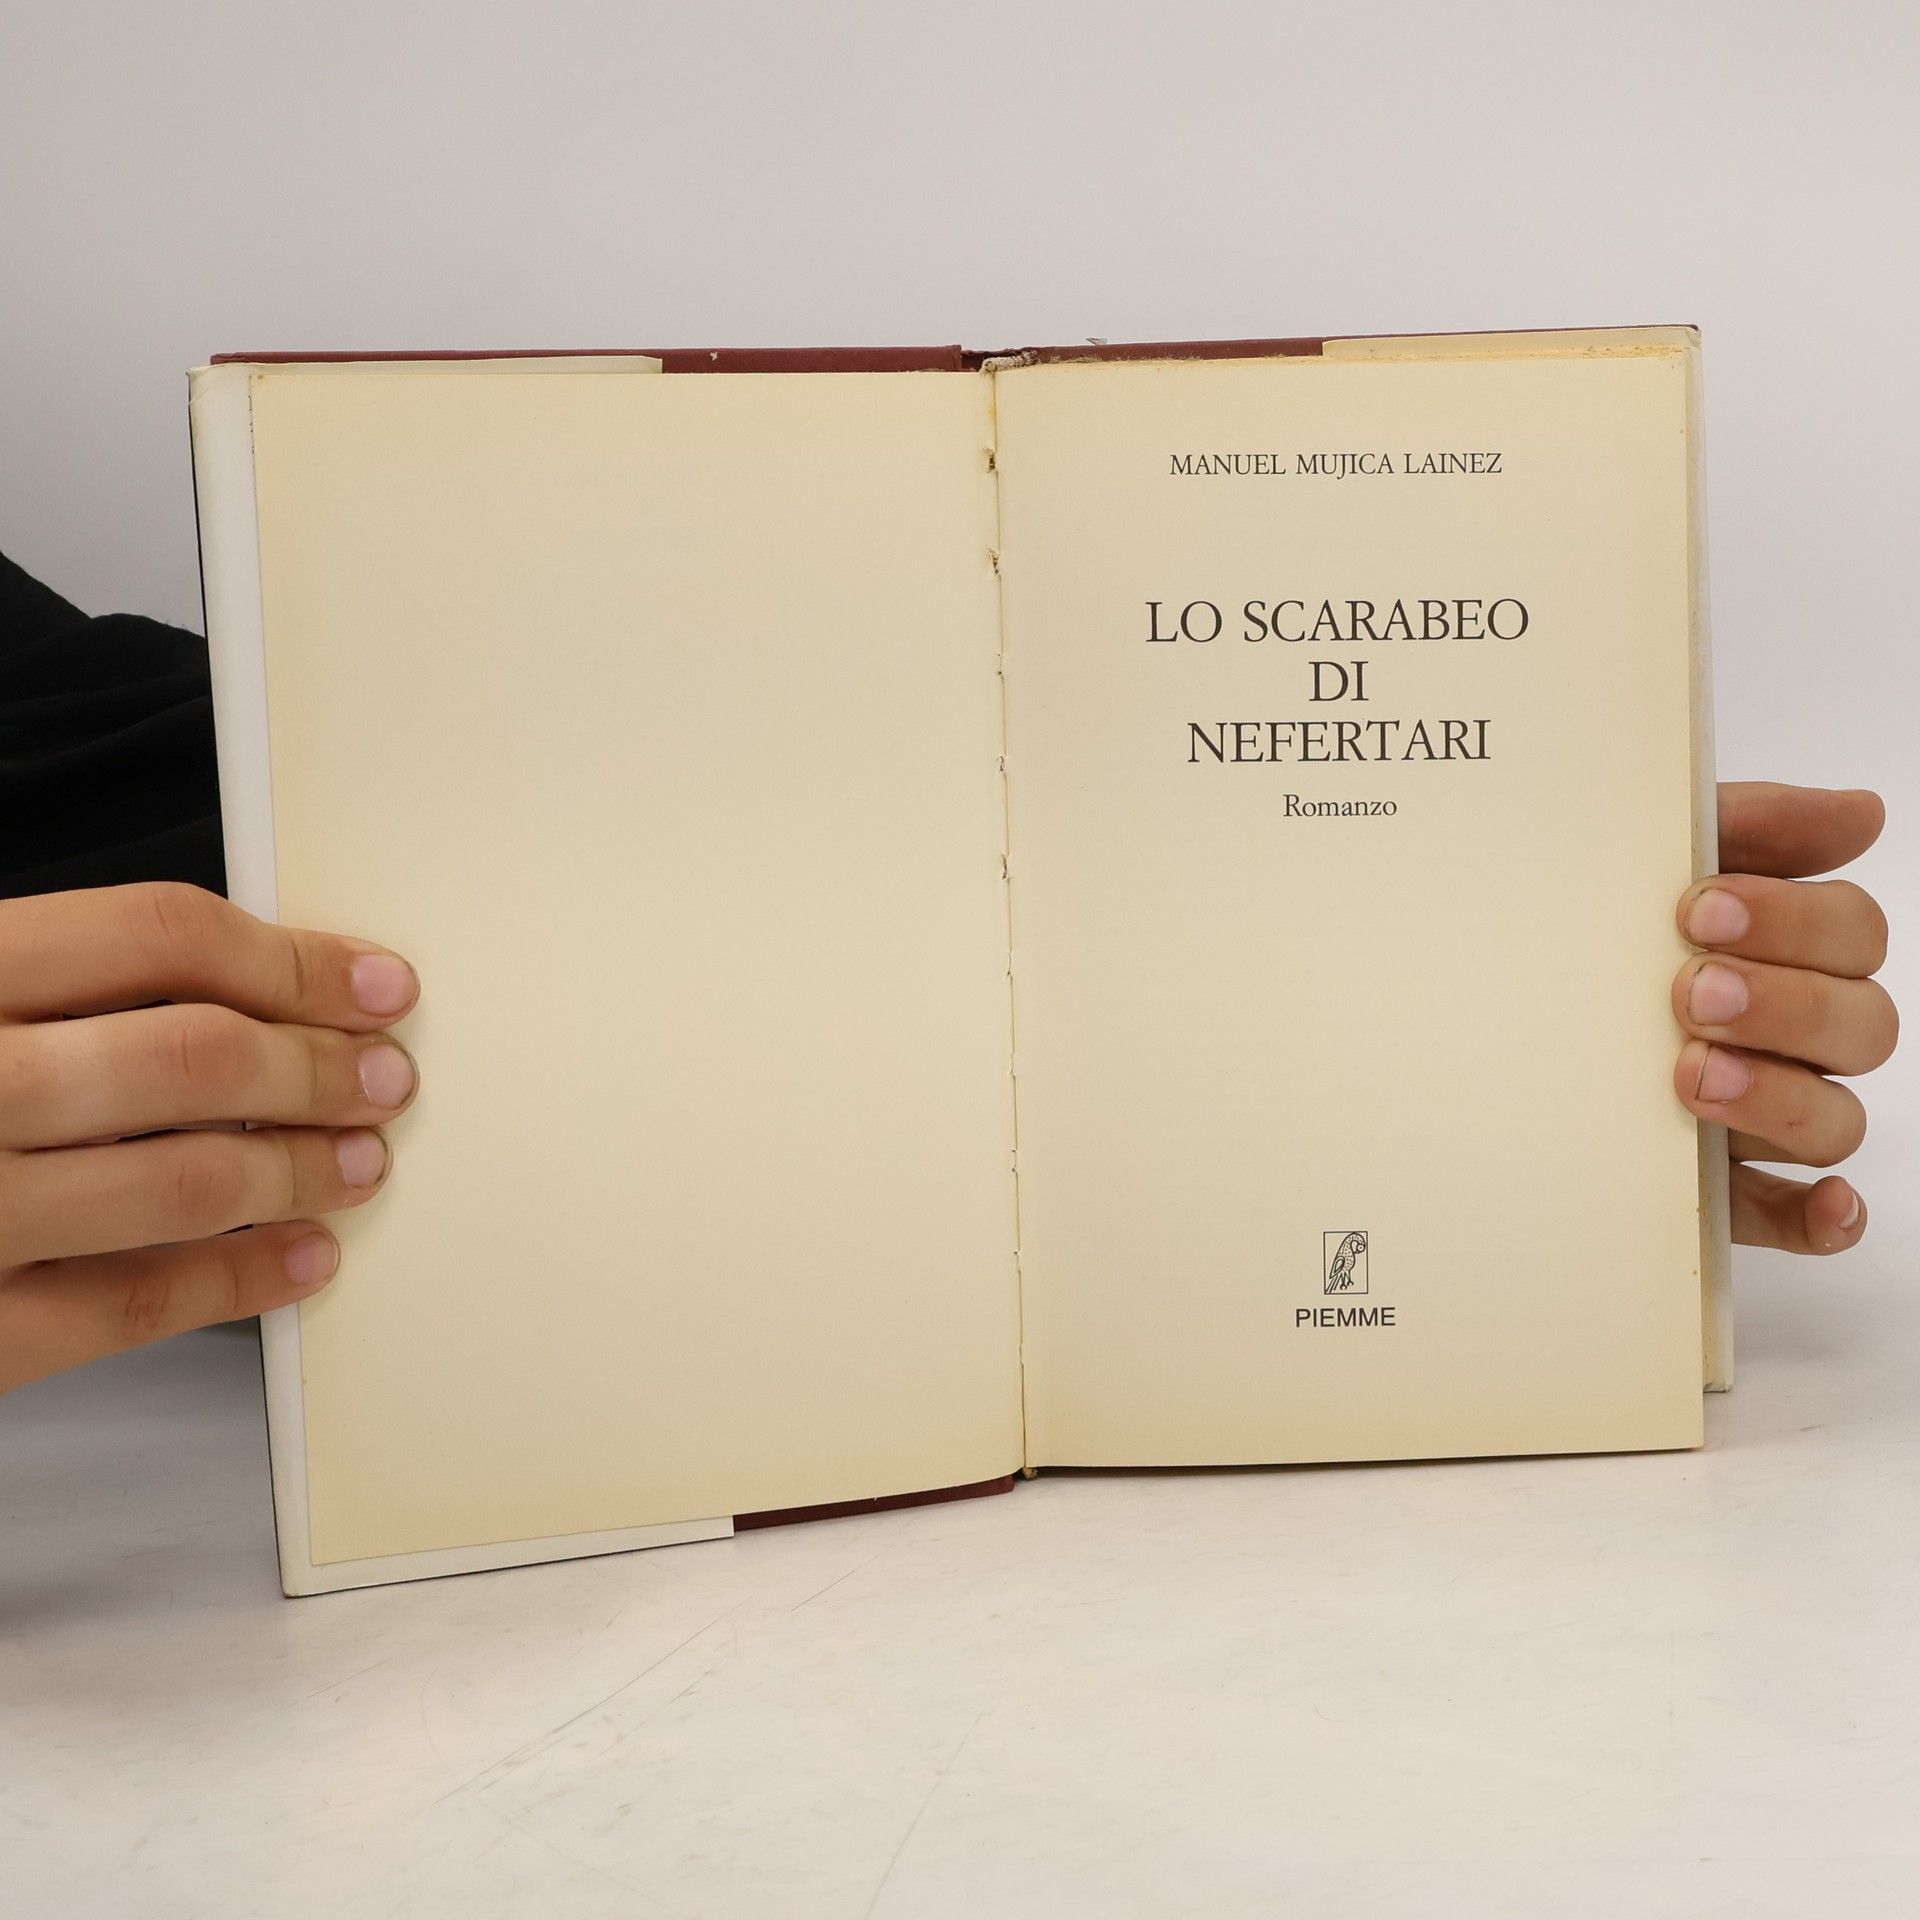 MANUEL MUJICA LAINEZ
LO SCARABEO
DI
NEFERTARI
Romanzo
PIEMME